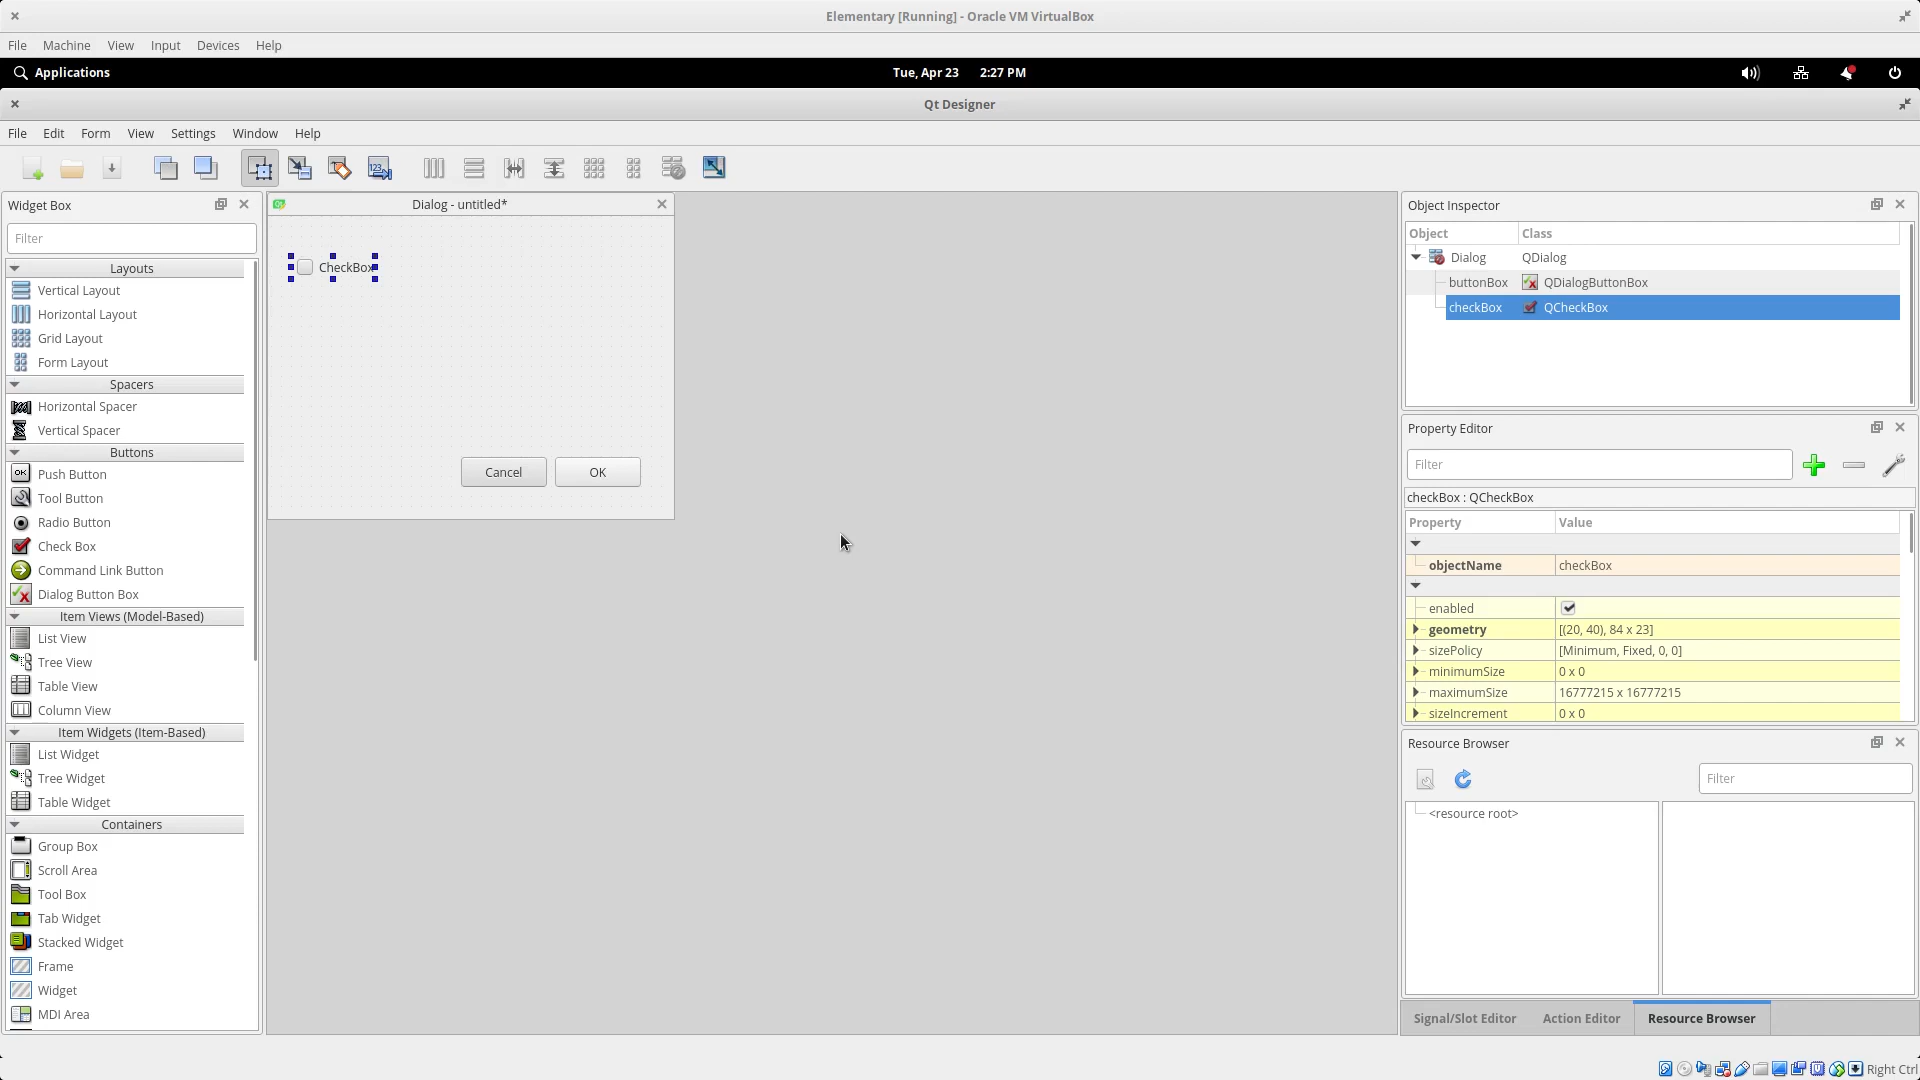 Elementary [Running] - Oracle VM VirtualBox
File Machine View Input Devices Help
Applications Tue, Apr 23 2:27 PM
Qt Designer
File Edit Form View Settings Window Help
Widget Box
Filter
Layouts
Vertical Layout
Horizontal Layout
Grid Layout
Form Layout
Spacers
Horizontal Spacer
Vertical Spacer
Buttons
Push Button
Tool Button
Radio Button
Check Box
Command Link Button
Dialog Button Box
Item Views (Model-Based)
List View
Tree View
Table View
Column View
Item Widgets (Item-Based)
List Widget
Tree Widget
Table Widget
Containers
Group Box
Scroll Area
Tool Box
Tab Widget
Stacked Widget
Frame
Widget
MDI Area
Dialog - untitled*
CheckBox
Cancel OK
Object Inspector
Object Class
Dialog QDialog
buttonBox QDialogButtonBox
checkBox QCheckBox
Property Editor
Filter
checkBox : QCheckBox
Property Value
objectName checkBox
enabled
geometry [(20, 40), 84 x 23]
sizePolicy [Minimum, Fixed, 0, 0]
minimumSize 0 x 0
maximumSize 16777215 x 16777215
sizeIncrement 0 x 0
Resource Browser
Filter
<resource root>
Signal/Slot Editor Action Editor Resource Browser
Right Ctrl